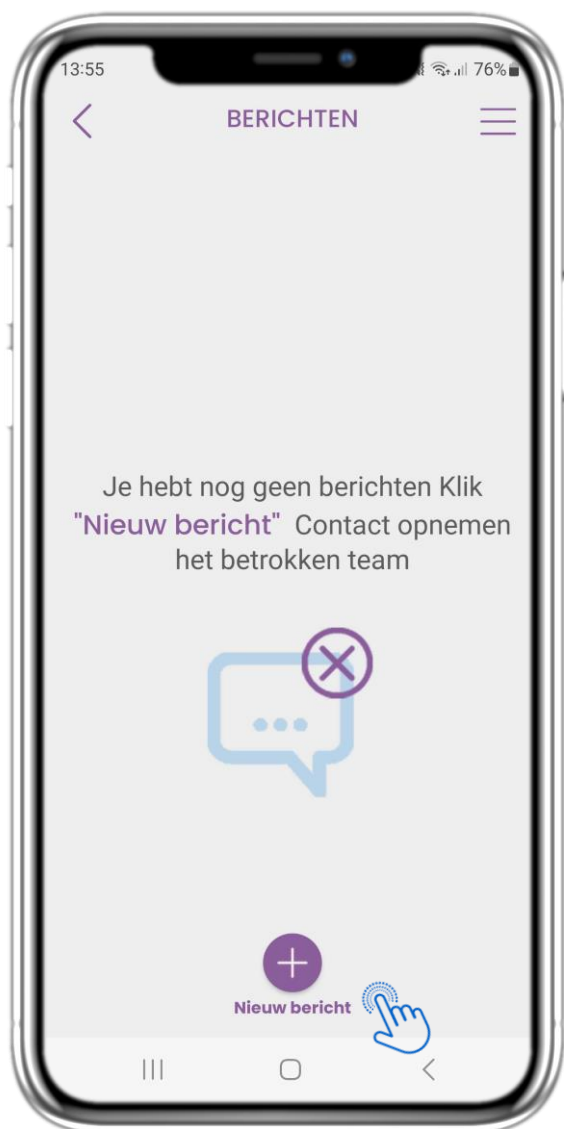 13:55 76%
BERICHTEN
Je hebt nog geen berichten Klik
"Nieuw bericht" Contact opnemen
het betrokken team
Nieuw bericht